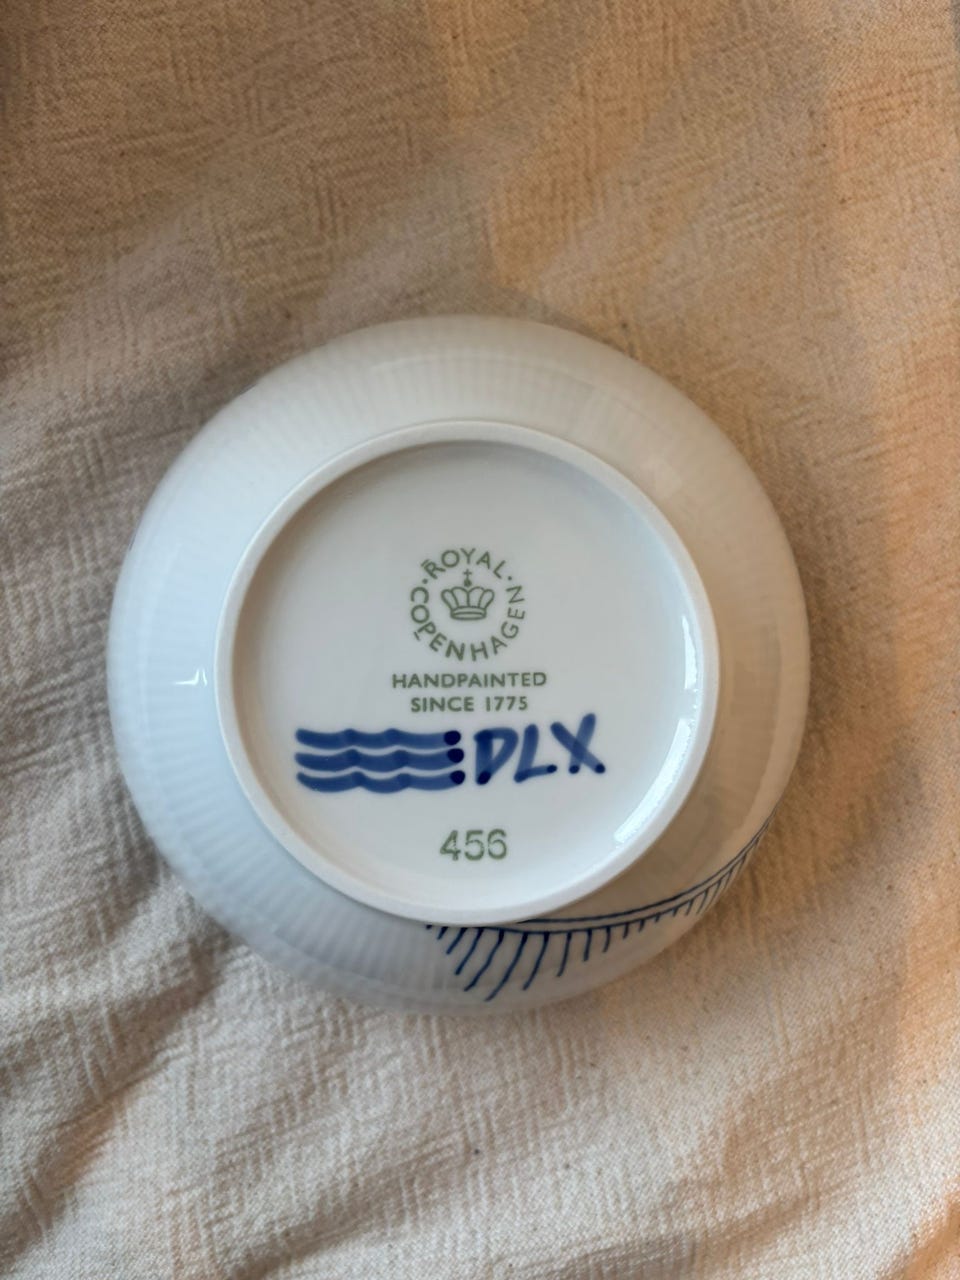 ROYAL · COPENHAGEN ·
HANDPAINTED
SINCE 1775
DLX
456